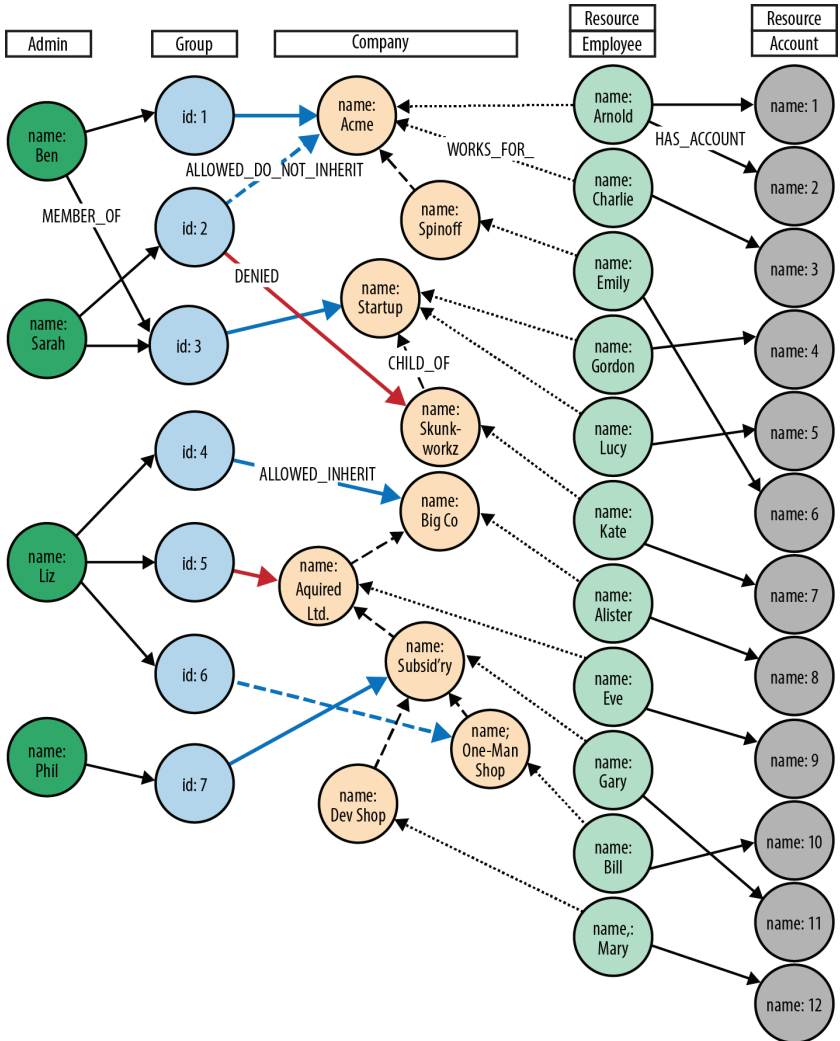 Admin
Group
Company
Resource
Employee
Resource
Account
name:
Ben
name:
Sarah
name:
Liz
name:
Phil
MEMBER_OF
id: 1
id: 2
id: 3
id: 4
id: 5
id: 6
id: 7
ALLOWED_DO_NOT_INHERIT
DENIED
ALLOWED_INHERIT
name:
Acme
name:
Spinoff
name:
Startup
CHILD_OF
name:
Skunk-
workz
name:
Big Co
name:
Aquired
Ltd.
name:
Subsid'ry
name;
One-Man
Shop
name:
Dev Shop
WORKS_FOR_
name:
Arnold
name:
Charlie
name:
Emily
name:
Gordon
name:
Lucy
name:
Kate
name:
Alister
name:
Eve
name:
Gary
name:
Bill
name,:
Mary
HAS_ACCOUNT
name: 1
name: 2
name: 3
name: 4
name: 5
name: 6
name: 7
name: 8
name: 9
name: 10
name: 11
name: 12